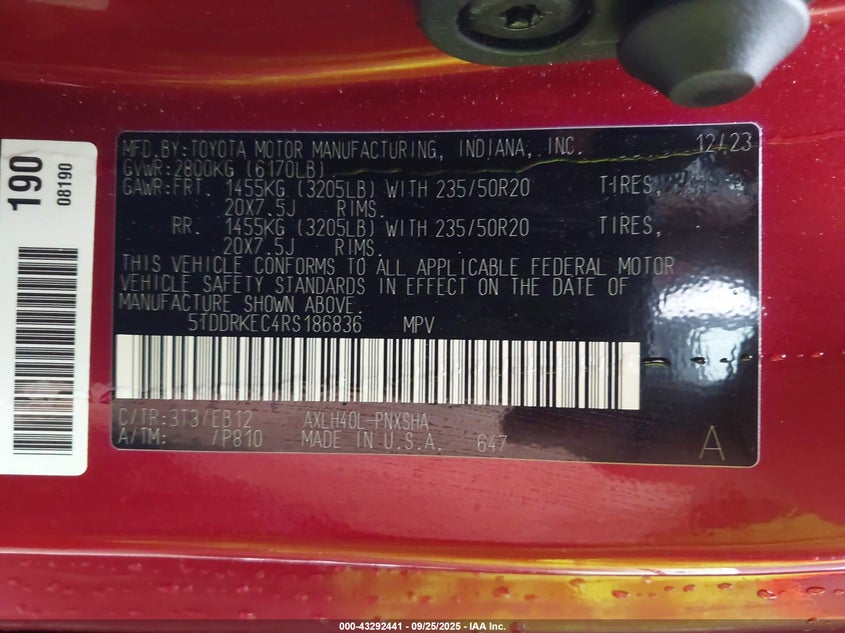 190
08190
MFD.BY:TOYOTA MOTOR MANUFACTURING, INDIANA, INC. 12/23
GVWR:2800KG (6170LB)
GAWR:FRT. 1455KG (3205LB) WITH 235/50R20 TIRES,
20X7.5J RIMS.
RR. 1455KG (3205LB) WITH 235/50R20 TIRES,
20X7.5J RIMS.
THIS VEHICLE CONFORMS TO ALL APPLICABLE FEDERAL MOTOR
VEHICLE SAFETY STANDARDS IN EFFECT ON THE DATE OF
MANUFACTURE SHOWN ABOVE.
5TDDRKEC4RS186836 MPV
C/TR:3T3/EB12 AXLH40L-PNXSHA
A/TM: /P810 MADE IN U.S.A. 647
A
000-43292441 - 09/25/2025 - IAA Inc.